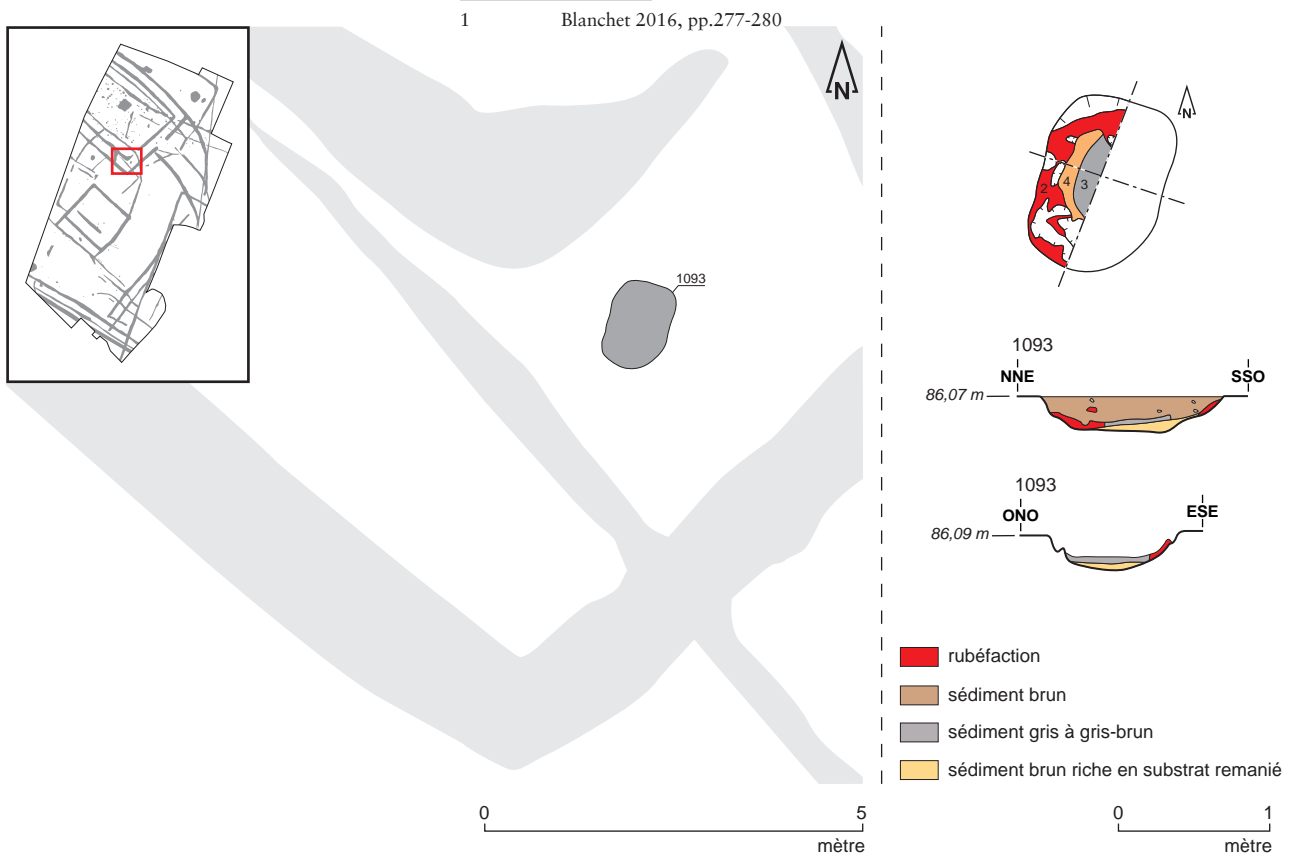 1 Blanchet 2016, pp.277-280
N
1093
0 5
mètre
N
2 4 3
1093
NNE SSO
86,07 m
1093
ONO ESE
86,09 m
rubéfaction
sédiment brun
sédiment gris à gris-brun
sédiment brun riche en substrat remanié
0 1
mètre